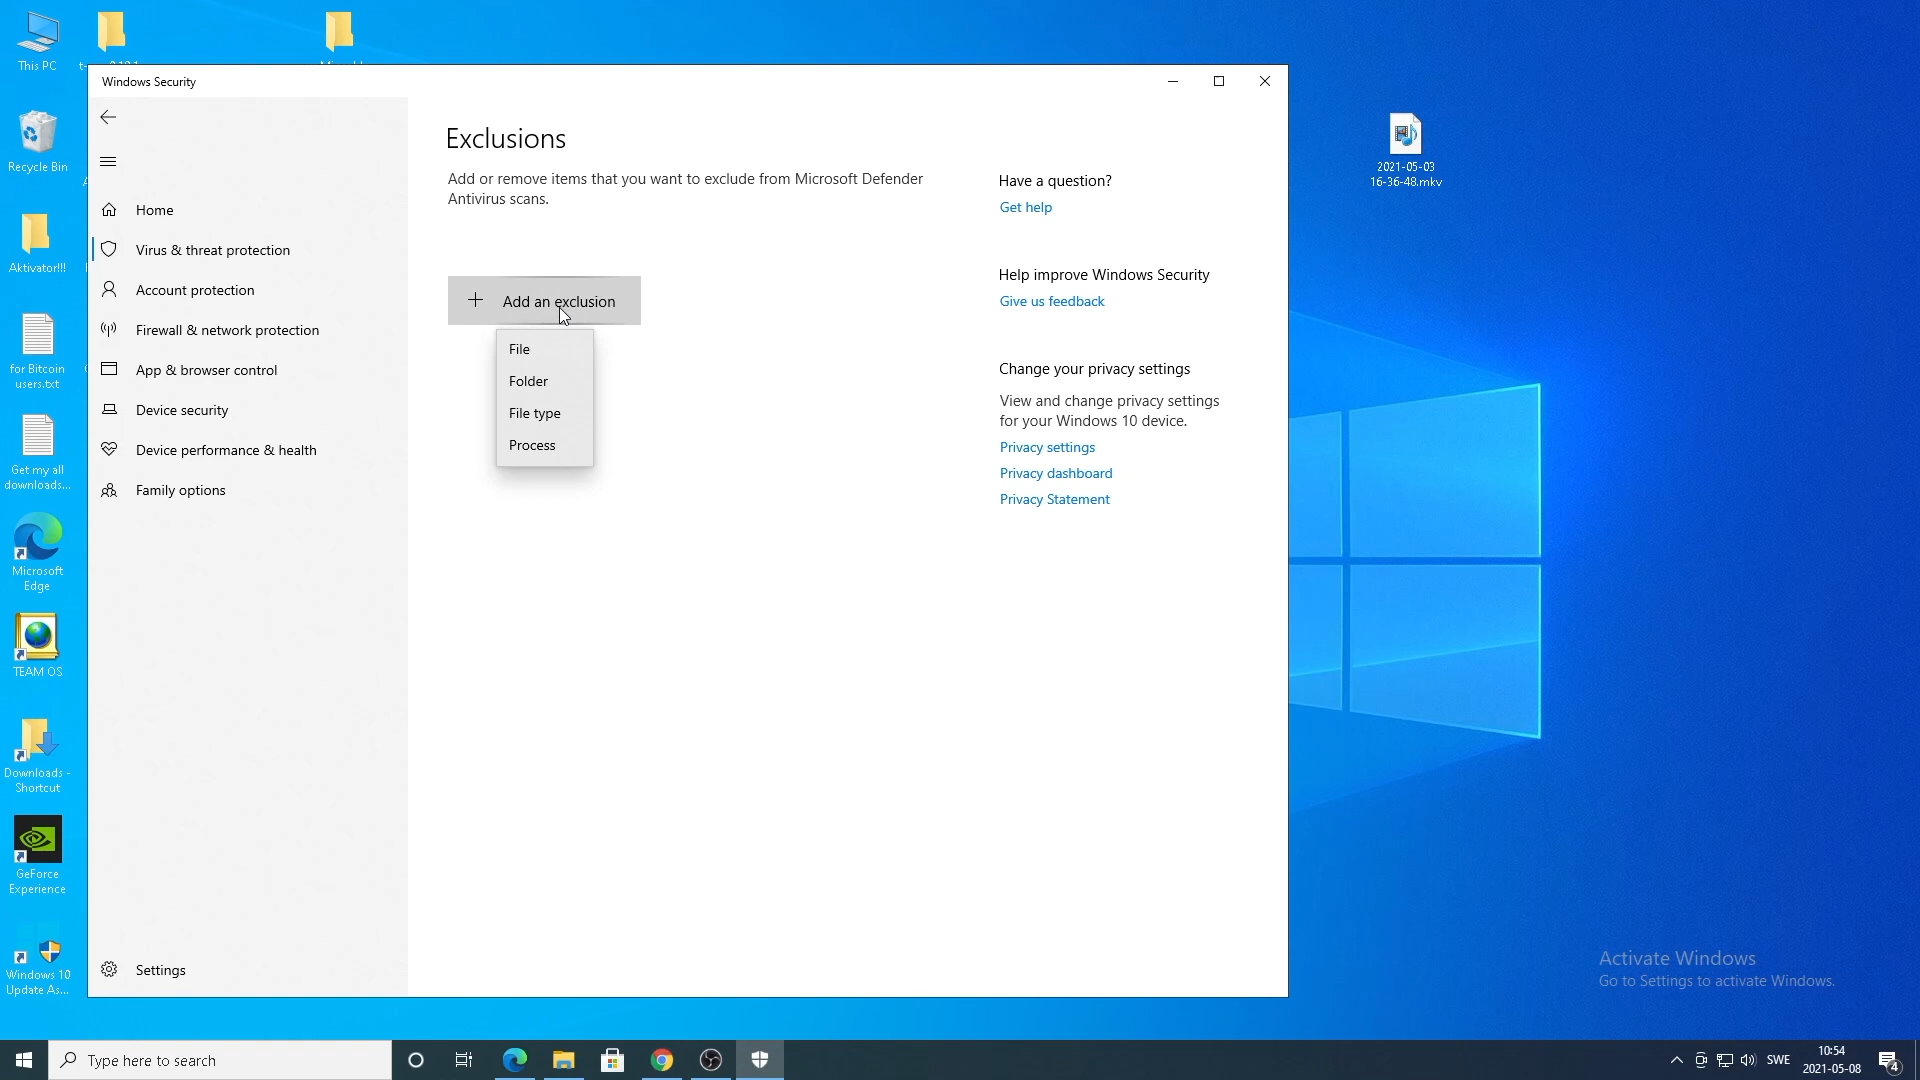 This PC
Windows Security
Exclusions
Add or remove items that you want to exclude from Microsoft Defender
Antivirus scans.
Add an exclusion
File
Folder
File type
Process
Home
Virus & threat protection
Account protection
Firewall & network protection
App & browser control
Device security
Device performance & health
Family options
Settings
Have a question?
Get help
Help improve Windows Security
Give us feedback
Change your privacy settings
View and change privacy settings
for your Windows 10 device.
Privacy settings
Privacy dashboard
Privacy Statement
Recycle Bin
Aktivator!!!
for Bitcoin
users.txt
Get my all
downloads...
Microsoft
Edge
TEAM OS
Downloads -
Shortcut
GeForce
Experience
Windows 10
Update As...
2021-05-03
16-36-48.mkv
Activate Windows
Go to Settings to activate Windows.
Type here to search
SWE
10:54
2021-05-08
4